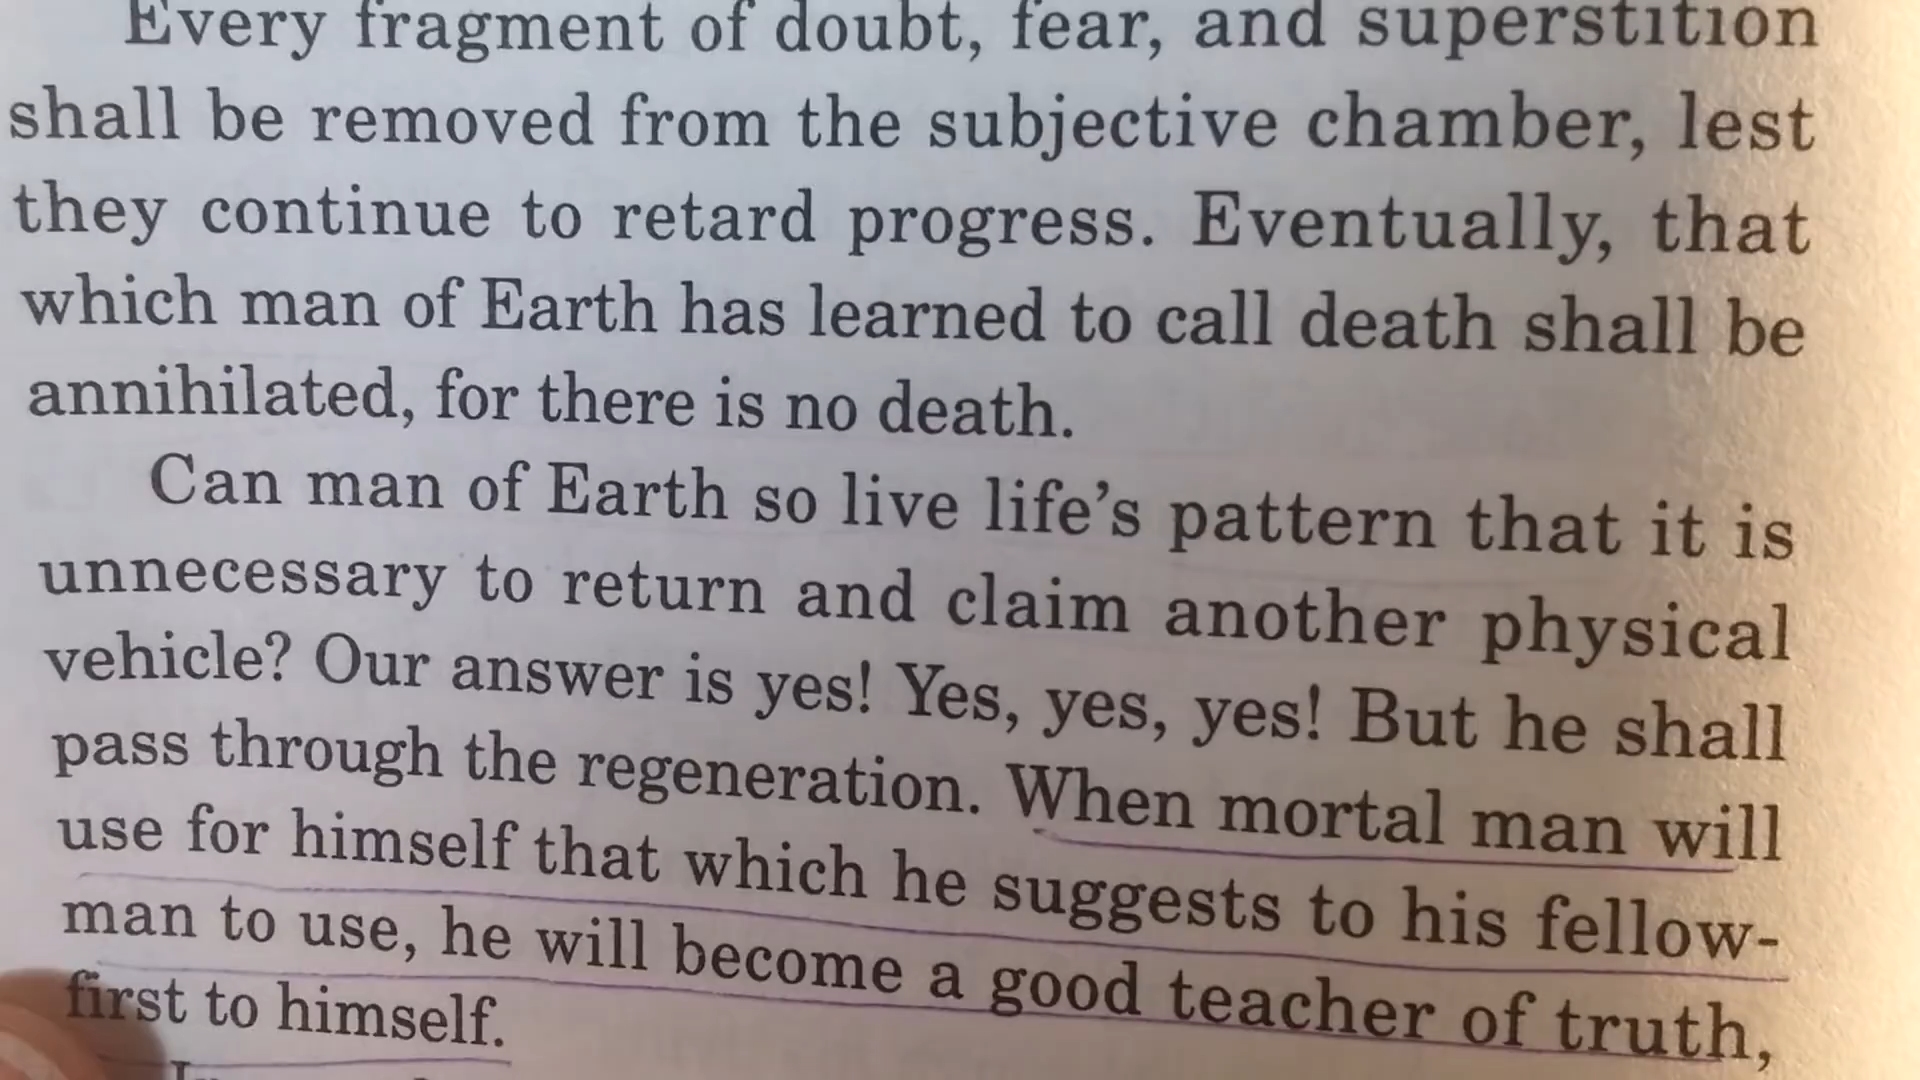 Every fragment of doubt, fear, and superstition
shall be removed from the subjective chamber, lest
they continue to retard progress. Eventually, that
which man of Earth has learned to call death shall be
annihilated, for there is no death.
Can man of Earth so live life's pattern that it is
unnecessary to return and claim another physical
vehicle? Our answer is yes! Yes, yes, yes! But he shall
pass through the regeneration. When mortal man will
use for himself that which he suggests to his fellow-
man to use, he will become a good teacher of truth,
first to himself.